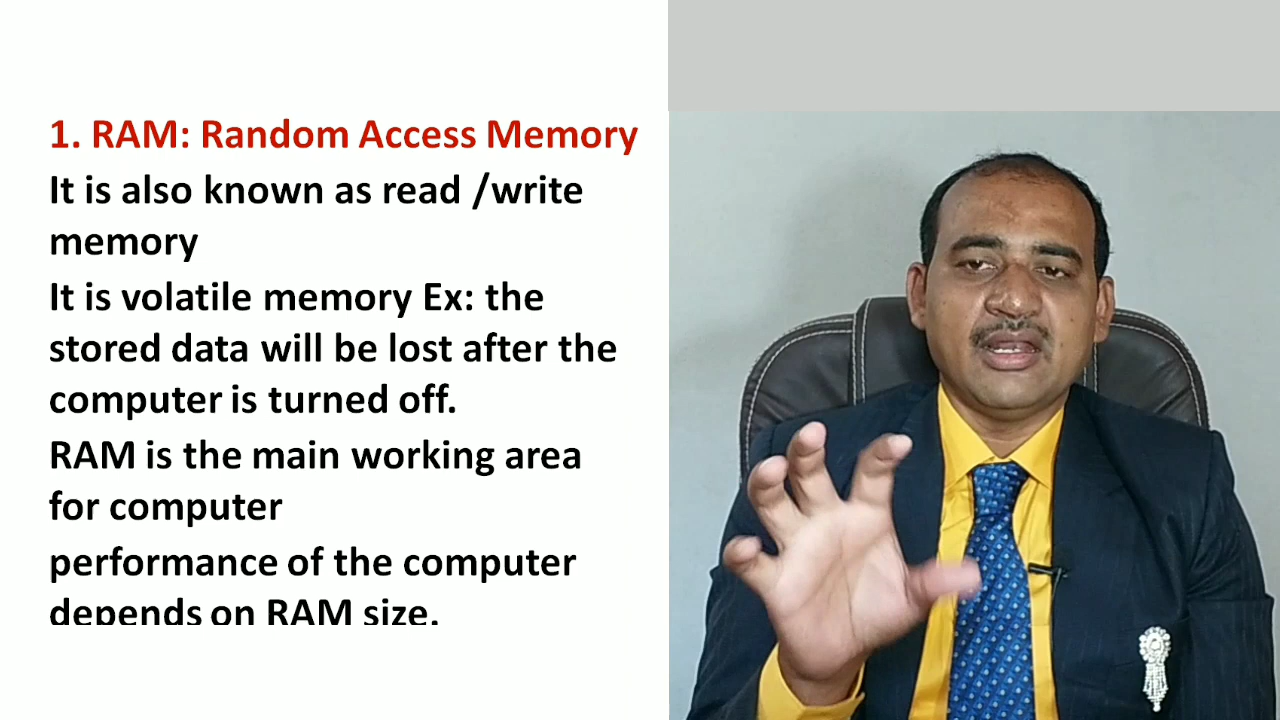 1. RAM: Random Access Memory
It is also known as read /write
memory
It is volatile memory Ex: the
stored data will be lost after the
computer is turned off.
RAM is the main working area
for computer
performance of the computer
depends on RAM size.